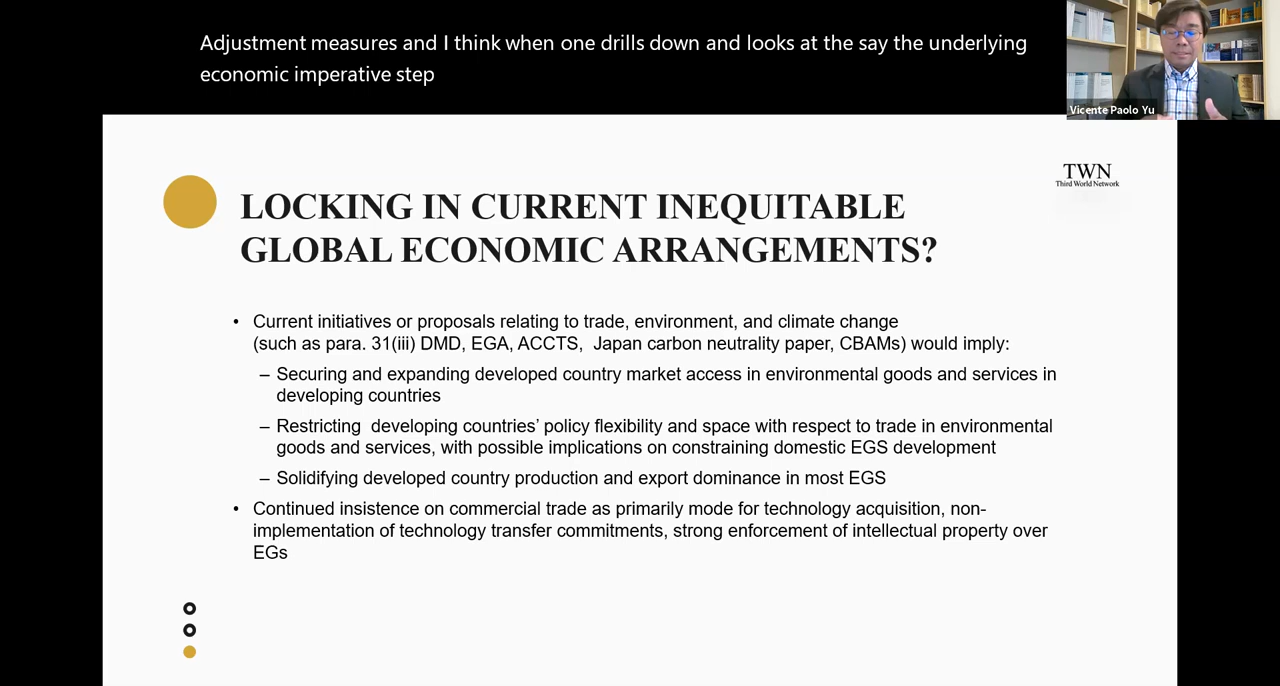 Adjustment measures and I think when one drills down and looks at the say the underlying
economic imperative step
Vicente Paolo Yu
TWN
Third World Network
LOCKING IN CURRENT INEQUITABLE
GLOBAL ECONOMIC ARRANGEMENTS?
• Current initiatives or proposals relating to trade, environment, and climate change
(such as para. 31(iii) DMD, EGA, ACCTS, Japan carbon neutrality paper, CBAMs) would imply:
– Securing and expanding developed country market access in environmental goods and services in
developing countries
– Restricting developing countries’ policy flexibility and space with respect to trade in environmental
goods and services, with possible implications on constraining domestic EGS development
– Solidifying developed country production and export dominance in most EGS
• Continued insistence on commercial trade as primarily mode for technology acquisition, non-
implementation of technology transfer commitments, strong enforcement of intellectual property over
EGs